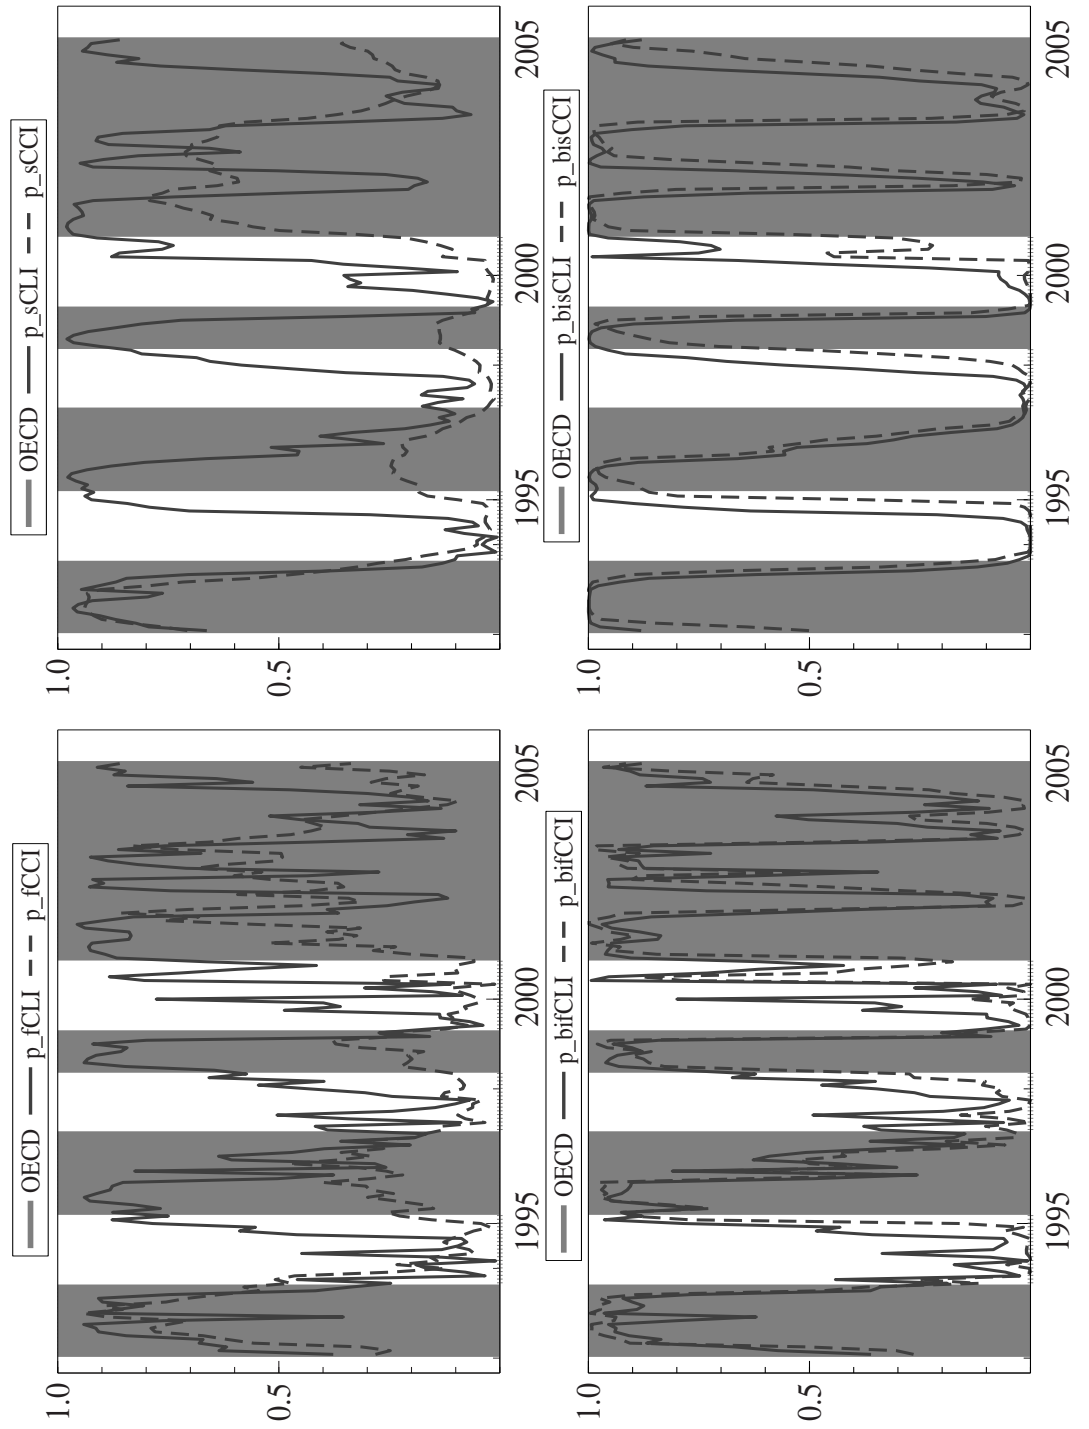 OECD p_fCLI p_fCCI
1.0
0.5
1995 2000 2005
OECD p_sCLI p_sCCI
1.0
0.5
1995 2000 2005
OECD p_bifCLI p_bifCCI
1.0
0.5
1995 2000 2005
OECD p_bisCLI p_bisCCI
1.0
0.5
1995 2000 2005